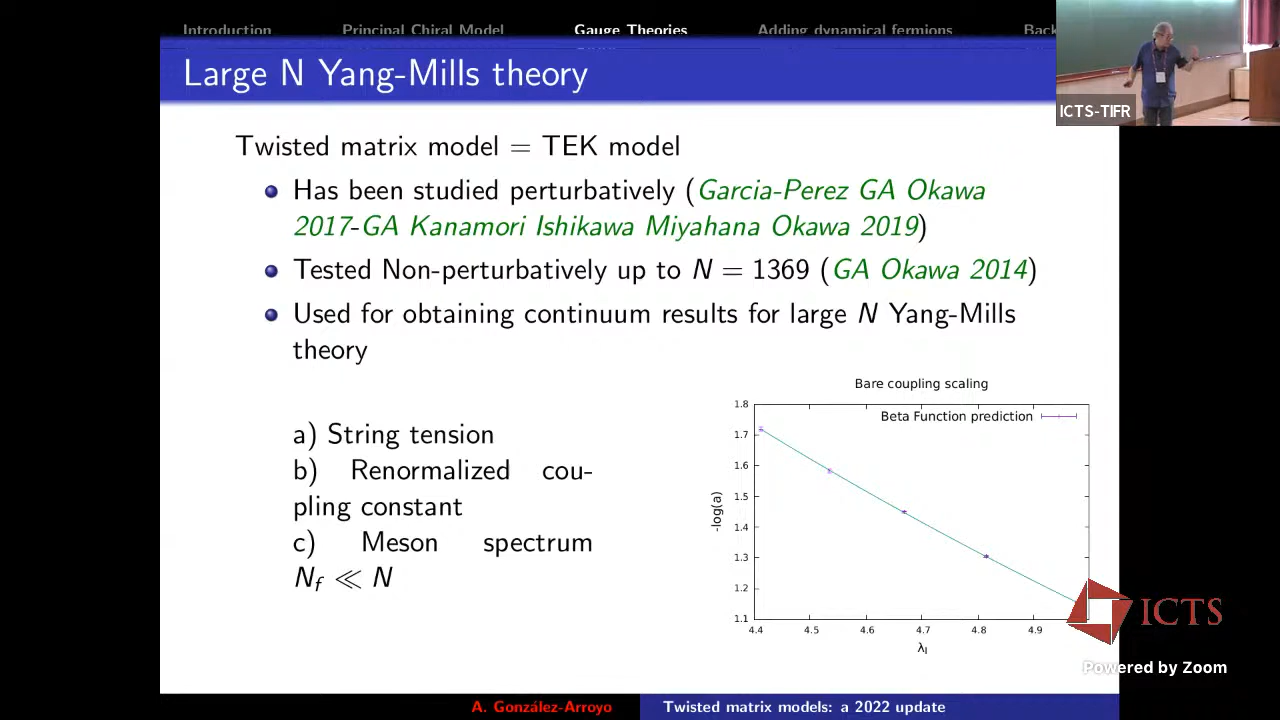 Introduction Principal Chiral Model Gauge Theories Adding dynamical fermions Back
Large N Yang-Mills theory
ICTS-TIFR
Twisted matrix model = TEK model
Has been studied perturbatively (Garcia-Perez GA Okawa
2017-GA Kanamori Ishikawa Miyahana Okawa 2019)
Tested Non-perturbatively up to N = 1369 (GA Okawa 2014)
Used for obtaining continuum results for large N Yang-Mills
theory
a) String tension
b) Renormalized cou-
pling constant
c) Meson spectrum
N_f ≪ N
Bare coupling scaling
Beta Function prediction
1.8
1.7
1.6
1.5
1.4
1.3
1.2
1.1
-log(a)
4.4 4.5 4.6 4.7 4.8 4.9
λ_I
ICTS
Powered by Zoom
A. González-Arroyo Twisted matrix models: a 2022 update